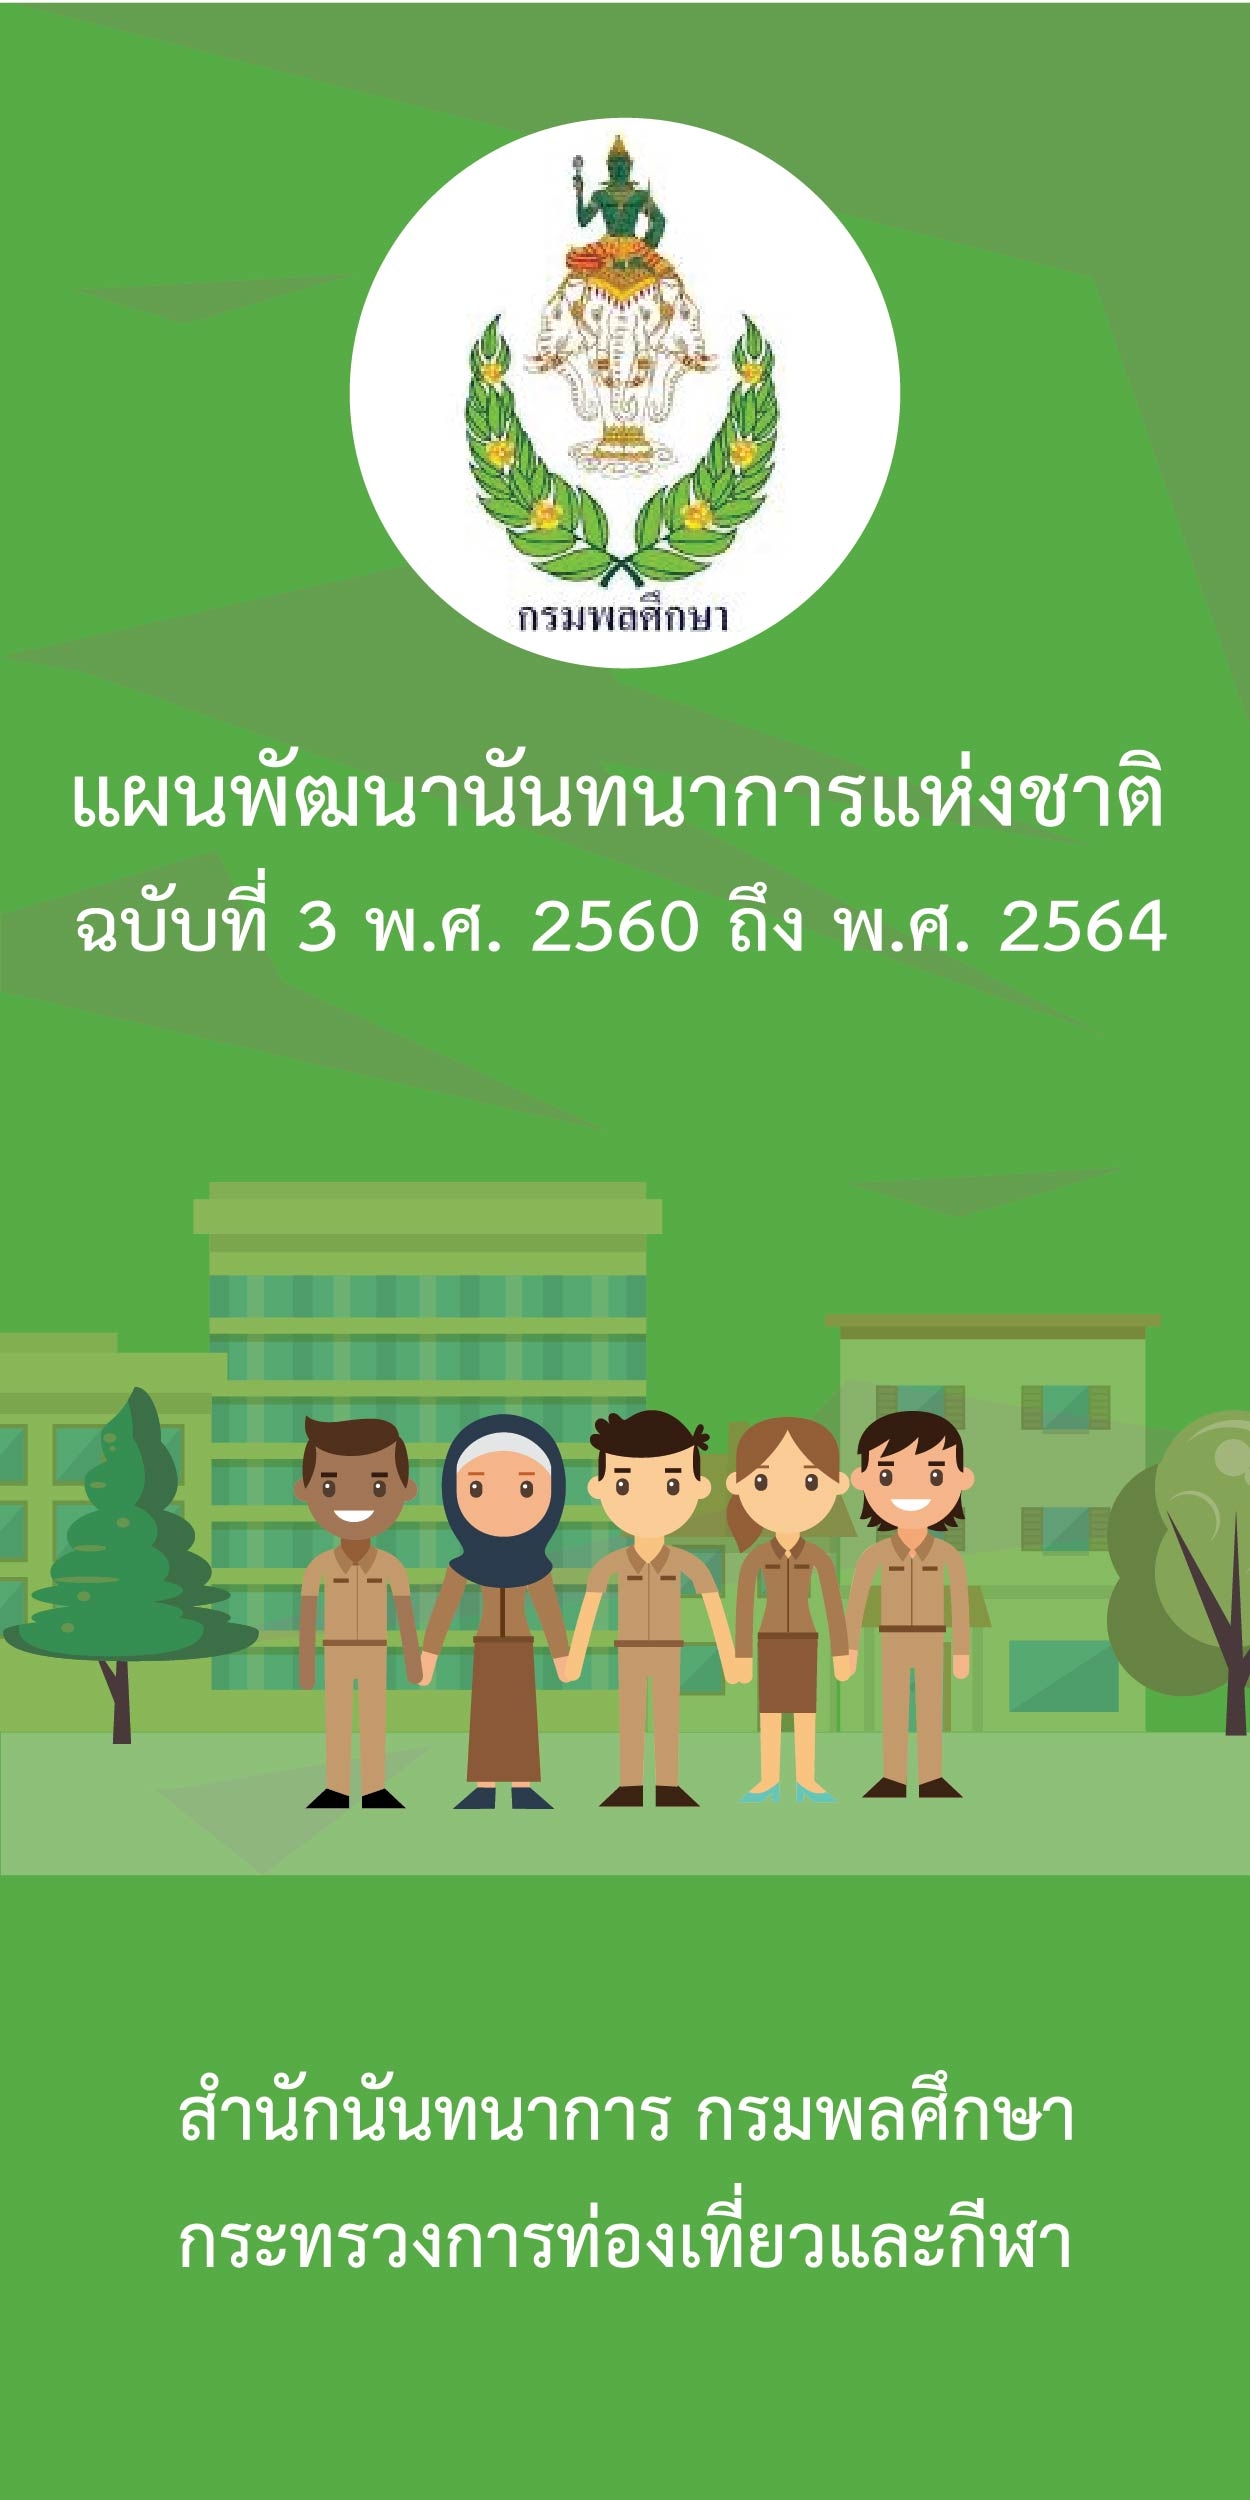 กรมพลศึกษา
แผนพัฒนานันทนาการแห่งชาติ
ฉบับที่ 3 พ.ศ. 2560 ถึง พ.ศ. 2564
สำนักนันทนาการ กรมพลศึกษา
กระทรวงการท่องเที่ยวและกีฬา